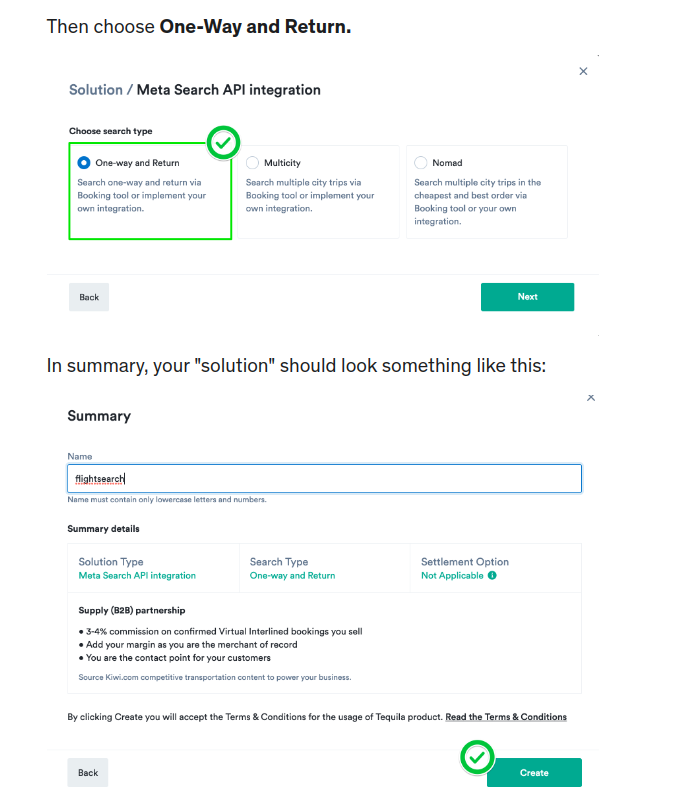 Then choose One-Way and Return.
Solution / Meta Search API integration
Choose search type
One-way and Return
Search one-way and return via
Booking tool or implement your
own integration.
Multicity
Search multiple city trips via
Booking tool or implement your
own integration.
Nomad
Search multiple city trips in the
cheapest and best order via
Booking tool or your own
integration.
Back
Next
In summary, your "solution" should look something like this:
Summary
Name
flightsearch
Name must contain only lowercase letters and numbers.
Summary details
Solution Type
Meta Search API integration
Search Type
One-way and Return
Settlement Option
Not Applicable
Supply (B2B) partnership
• 3-4% commission on confirmed Virtual Interlined bookings you sell
• Add your margin as you are the merchant of record
• You are the contact point for your customers
Source Kiwi.com competitive transportation content to power your business.
By clicking Create you will accept the Terms & Conditions for the usage of Tequila product. Read the Terms & Conditions
Back
Create